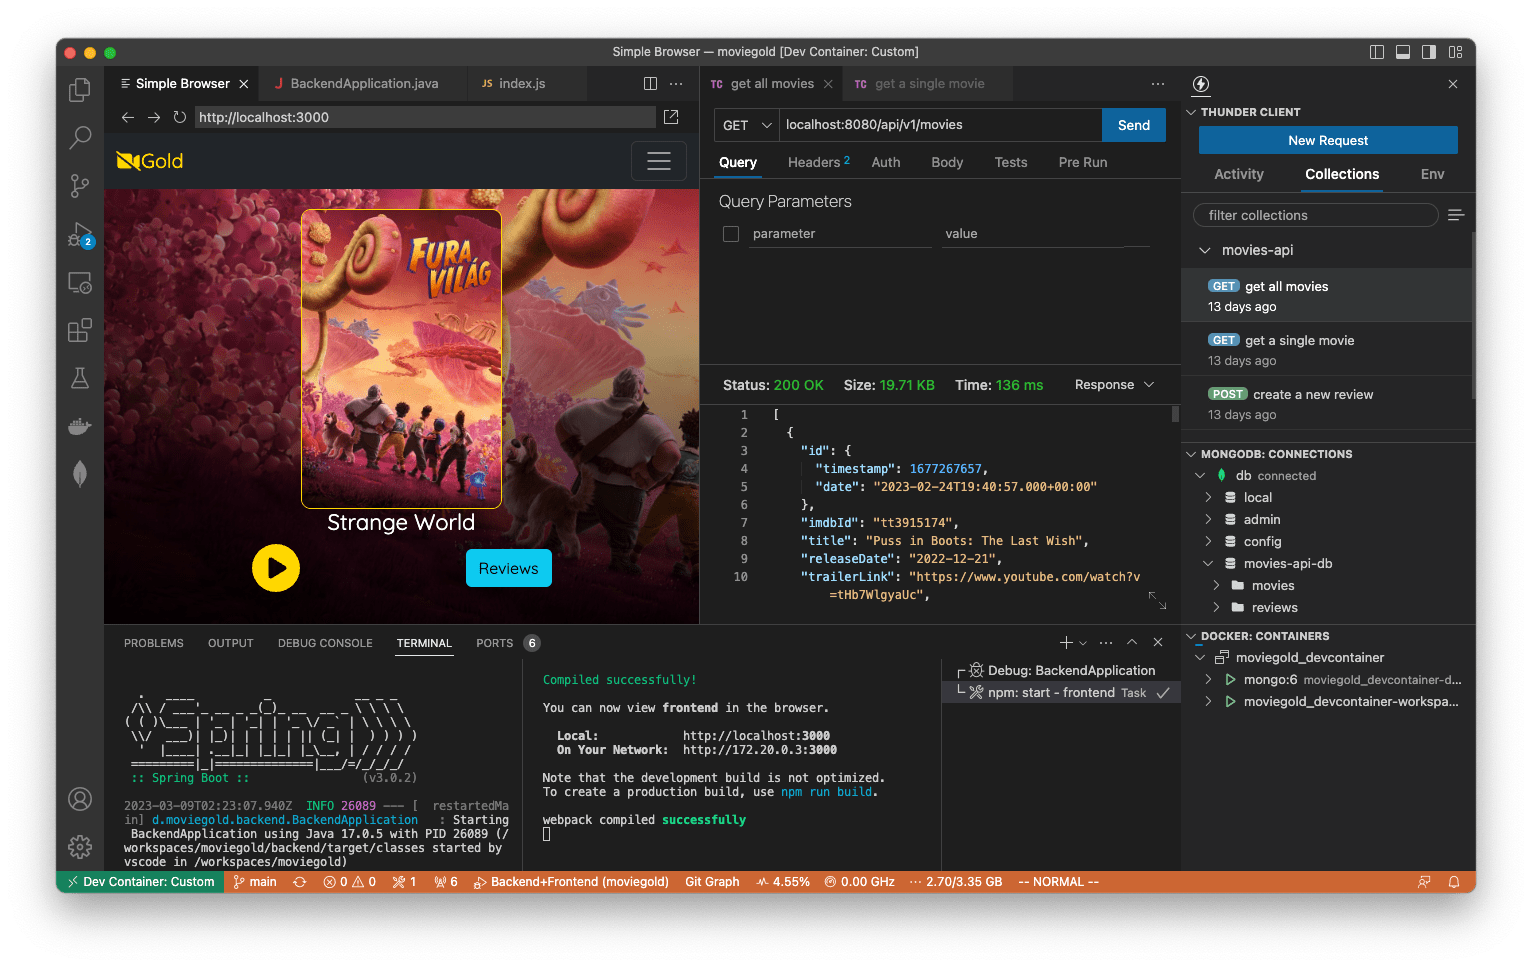 Simple Browser — moviegold [Dev Container: Custom]
Simple Browser
BackendApplication.java
JS index.js
http://localhost:3000
Gold
FURA
VILÁG
Strange World
Reviews
TC get all movies
TC get a single movie
GET
localhost:8080/api/v1/movies
Send
Query
Headers 2
Auth
Body
Tests
Pre Run
Query Parameters
parameter
value
Status: 200 OK
Size: 19.71 KB
Time: 136 ms
Response
1 [
2 {
3 "id": {
4 "timestamp": 1677267657,
5 "date": "2023-02-24T19:40:57.000+00:00"
6 },
7 "imdbId": "tt3915174",
8 "title": "Puss in Boots: The Last Wish",
9 "releaseDate": "2022-12-21",
10 "trailerLink": "https://www.youtube.com/watch?v
=tHb7WlgyaUc",
THUNDER CLIENT
New Request
Activity
Collections
Env
filter collections
movies-api
GET get all movies
13 days ago
GET get a single movie
13 days ago
POST create a new review
13 days ago
MONGODB: CONNECTIONS
db connected
local
admin
config
movies-api-db
movies
reviews
DOCKER: CONTAINERS
moviegold_devcontainer
mongo:6 moviegold_devcontainer-d...
moviegold_devcontainer-workspa...
2
PROBLEMS
OUTPUT
DEBUG CONSOLE
TERMINAL
PORTS 6
:: Spring Boot :: (v3.0.2)
2023-03-09T02:23:07.940Z INFO 26089 --- [ restartedMa
in] d.moviegold.backend.BackendApplication : Starting
BackendApplication using Java 17.0.5 with PID 26089 (/
workspaces/moviegold/backend/target/classes started by
vscode in /workspaces/moviegold)
Compiled successfully!
You can now view frontend in the browser.
Local: http://localhost:3000
On Your Network: http://172.20.0.3:3000
Note that the development build is not optimized.
To create a production build, use npm run build.
webpack compiled successfully
Debug: BackendApplication
npm: start - frontend Task
Dev Container: Custom
main
0
0
1
6
Backend+Frontend (moviegold)
Git Graph
4.55%
0.00 GHz
2.70/3.35 GB
-- NORMAL --